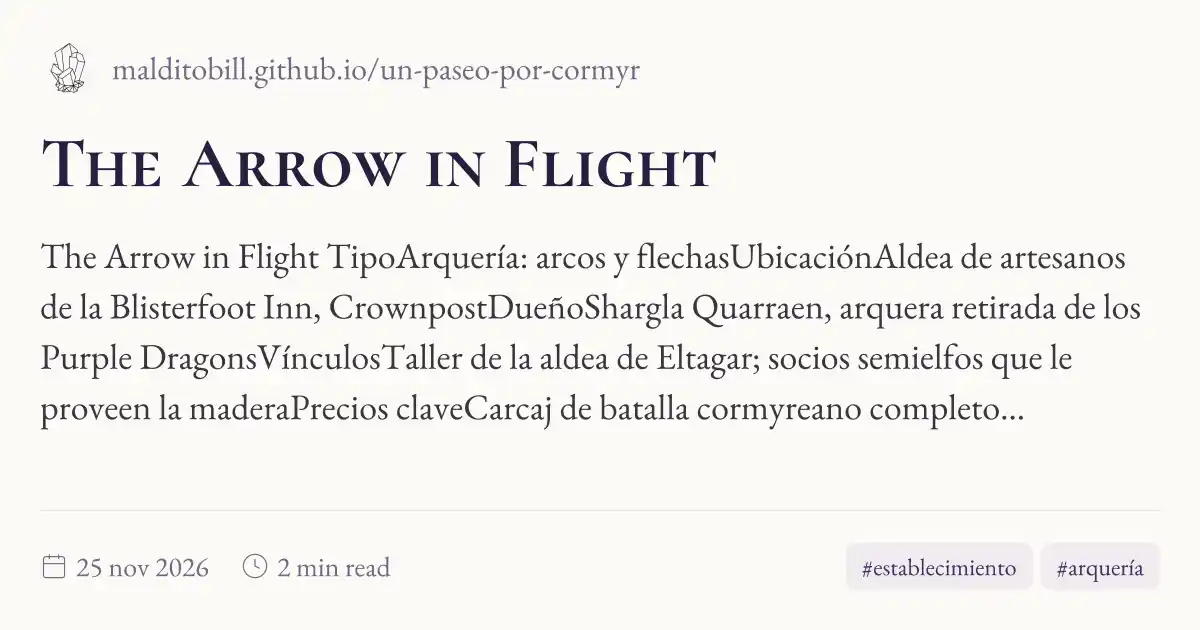 malditobill.github.io/un-paseo-por-cormyr
The Arrow in Flight
The Arrow in Flight TipoArquería: arcos y flechasUbicaciónAldea de artesanos
de la Blisterfoot Inn, CrownpostDueñoShargla Quarraen, arquera retirada de los
Purple DragonsVínculosTaller de la aldea de Eltagar; socios semielfos que le
proveen la maderaPrecios claveCarcaj de batalla cormyreano completo...
25 nov 2026 2 min read #establecimiento #arquería